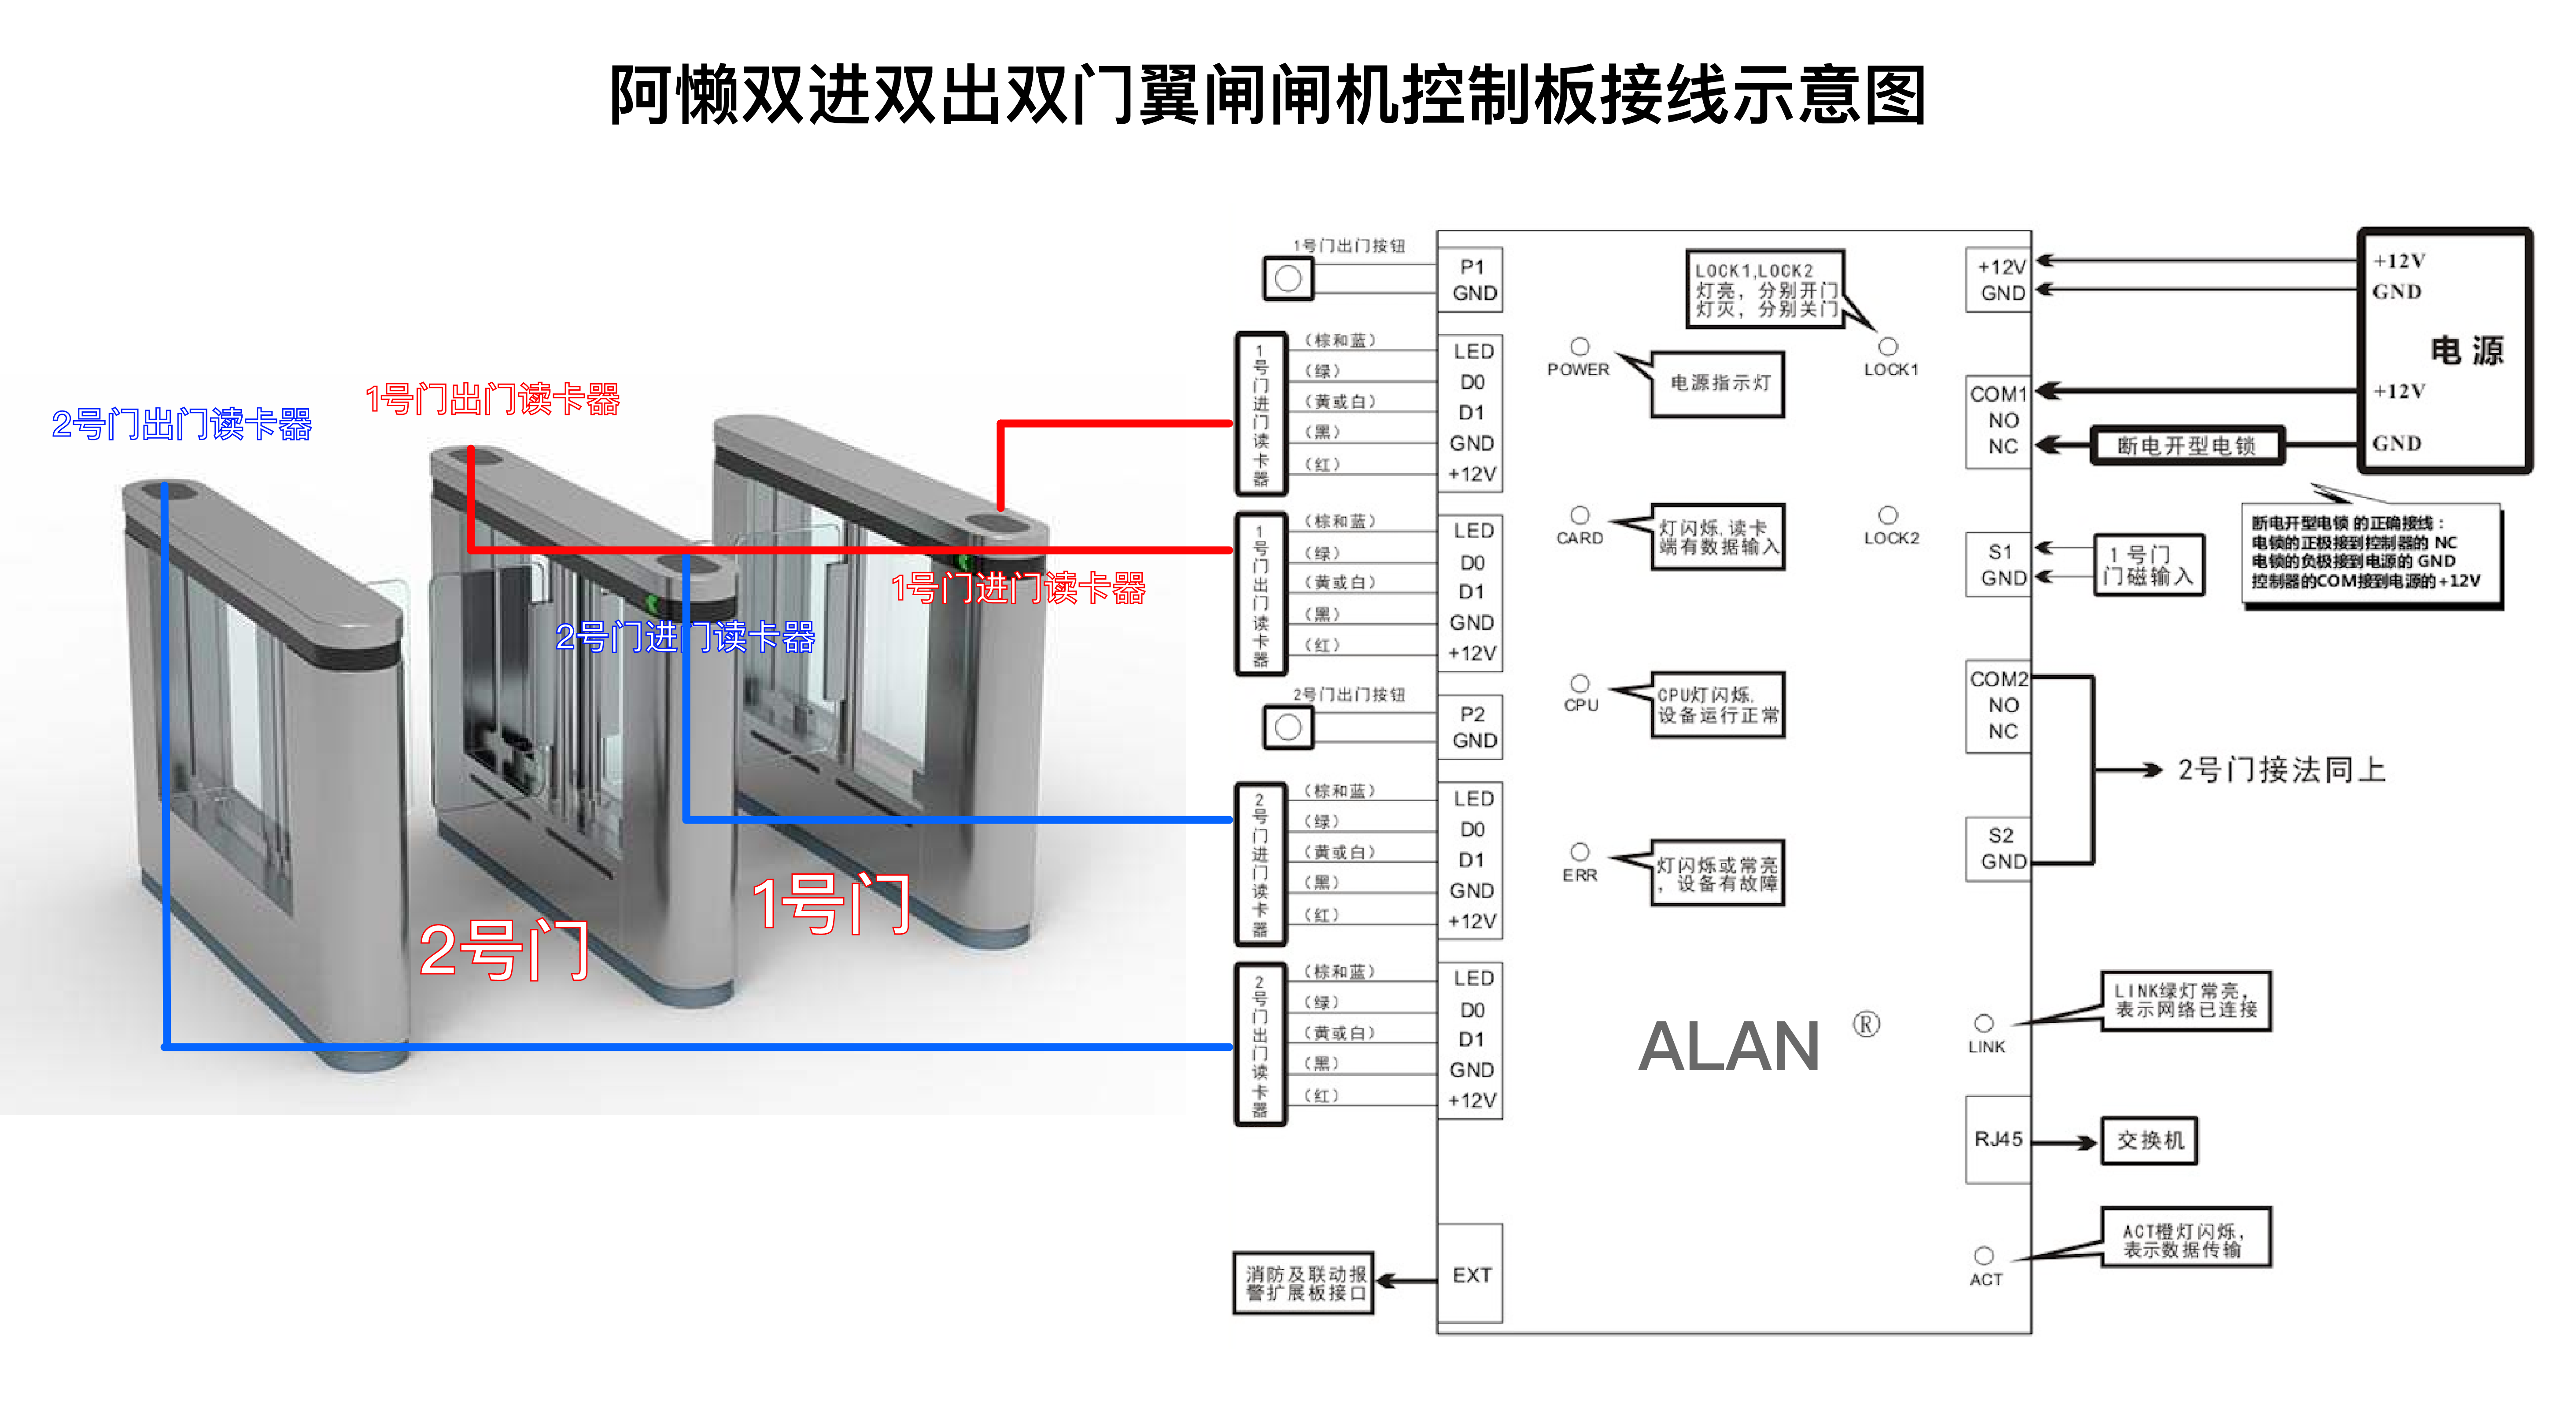 阿懒双进双出双门翼闸闸机控制板接线示意图
2号门出门读卡器
1号门出门读卡器
1号门进门读卡器
2号门进门读卡器
1号门
2号门
1号门出门按钮
P1
GND
1号门进门读卡器
(棕和蓝)
(绿)
(黄或白)
(黑)
(红)
LED
D0
D1
GND
+12V
1号门出门读卡器
(棕和蓝)
(绿)
(黄或白)
(黑)
(红)
LED
D0
D1
GND
+12V
2号门出门按钮
P2
GND
2号门进门读卡器
(棕和蓝)
(绿)
(黄或白)
(黑)
(红)
LED
D0
D1
GND
+12V
2号门出门读卡器
(棕和蓝)
(绿)
(黄或白)
(黑)
(红)
LED
D0
D1
GND
+12V
消防及联动报
警扩展板接口
EXT
LOCK1,LOCK2
灯亮，分别开门
灯灭，分别关门
POWER
电源指示灯
LOCK1
CARD
灯闪烁,读卡
端有数据输入
LOCK2
CPU
CPU灯闪烁,
设备运行正常
ERR
灯闪烁或常亮
，设备有故障
ALAN ®
+12V
GND
COM1
NO
NC
断电开型电锁
+12V
GND
电源
+12V
GND
断电开型电锁 的正确接线：
电锁的正极接到控制器的 NC
电锁的负极接到电源的 GND
控制器的COM接到电源的+12V
S1
GND
1号门
门磁输入
COM2
NO
NC
2号门接法同上
S2
GND
LINK绿灯常亮,
表示网络已连接
LINK
RJ45
交换机
ACT橙灯闪烁,
表示数据传输
ACT